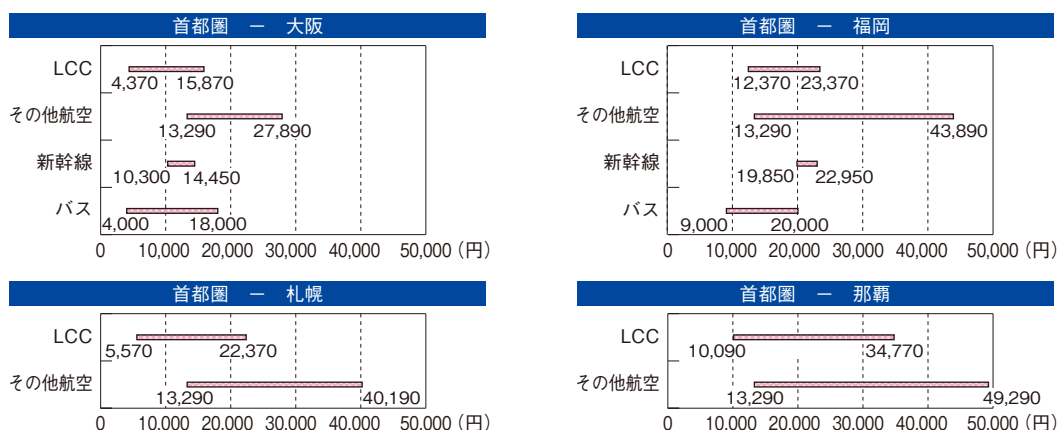 首都圏 － 大阪
LCC
4,370 15,870
その他航空
13,290 27,890
新幹線
10,300 14,450
バス
4,000 18,000
0 10,000 20,000 30,000 40,000 50,000 (円)
首都圏 － 福岡
LCC
12,370 23,370
その他航空
13,290 43,890
新幹線
19,850 22,950
バス
9,000 20,000
0 10,000 20,000 30,000 40,000 50,000 (円)
首都圏 － 札幌
LCC
5,570 22,370
その他航空
13,290 40,190
0 10,000 20,000 30,000 40,000 50,000 (円)
首都圏 － 那覇
LCC
10,090 34,770
その他航空
13,290 49,290
0 10,000 20,000 30,000 40,000 50,000 (円)